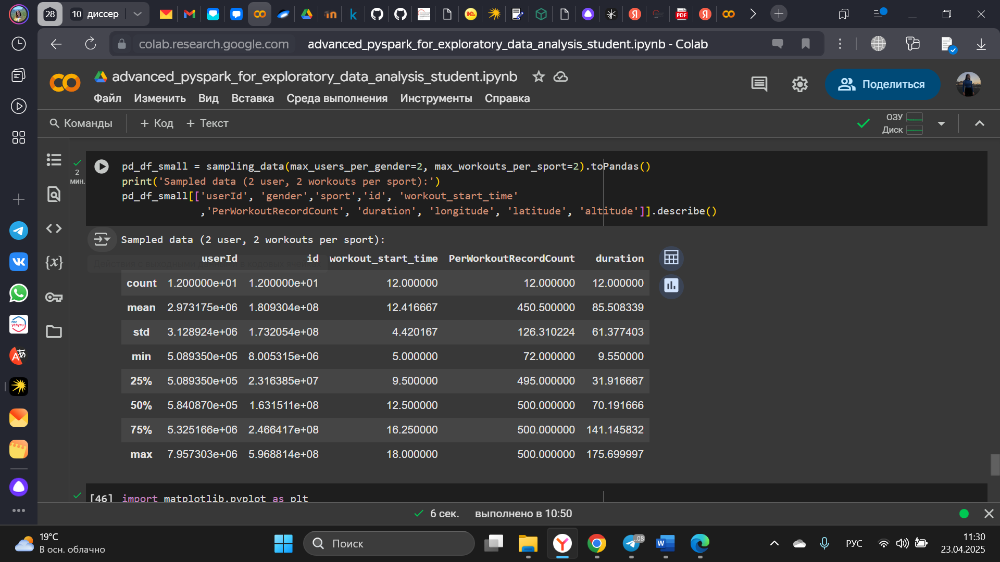 28
10 диссер
colab.research.google.com
advanced_pyspark_for_exploratory_data_analysis_student.ipynb - Colab
advanced_pyspark_for_exploratory_data_analysis_student.ipynb
Поделиться
Файл Изменить Вид Вставка Среда выполнения Инструменты Справка
Команды + Код + Текст
ОЗУ
Диск
2
мин.
pd_df_small = sampling_data(max_users_per_gender=2, max_workouts_per_sport=2).toPandas()
print('Sampled data (2 user, 2 workouts per sport):')
pd_df_small[['userId', 'gender','sport','id', 'workout_start_time'
,'PerWorkoutRecordCount', 'duration', 'longitude', 'latitude', 'altitude']].describe()
Sampled data (2 user, 2 workouts per sport):
userId id workout_start_time PerWorkoutRecordCount duration
Действия с выходными данными в кодовых ячейках
count 1.200000e+01 1.200000e+01 12.000000 12.000000 12.000000
mean 2.973175e+06 1.809304e+08 12.416667 450.500000 85.508339
std 3.128924e+06 1.732054e+08 4.420167 126.310224 61.377403
min 5.089350e+05 8.005315e+06 5.000000 72.000000 9.550000
25% 5.089350e+05 2.316385e+07 9.500000 495.000000 31.916667
50% 5.840870e+05 1.631511e+08 12.500000 500.000000 70.191666
75% 5.325166e+06 2.466417e+08 16.250000 500.000000 141.145832
max 7.957303e+06 5.968814e+08 18.000000 500.000000 175.699997
[46] import matplotlib.pyplot as plt
6 сек. выполнено в 10:50
19°C
В осн. облачно
Поиск
РУС
11:30
23.04.2025